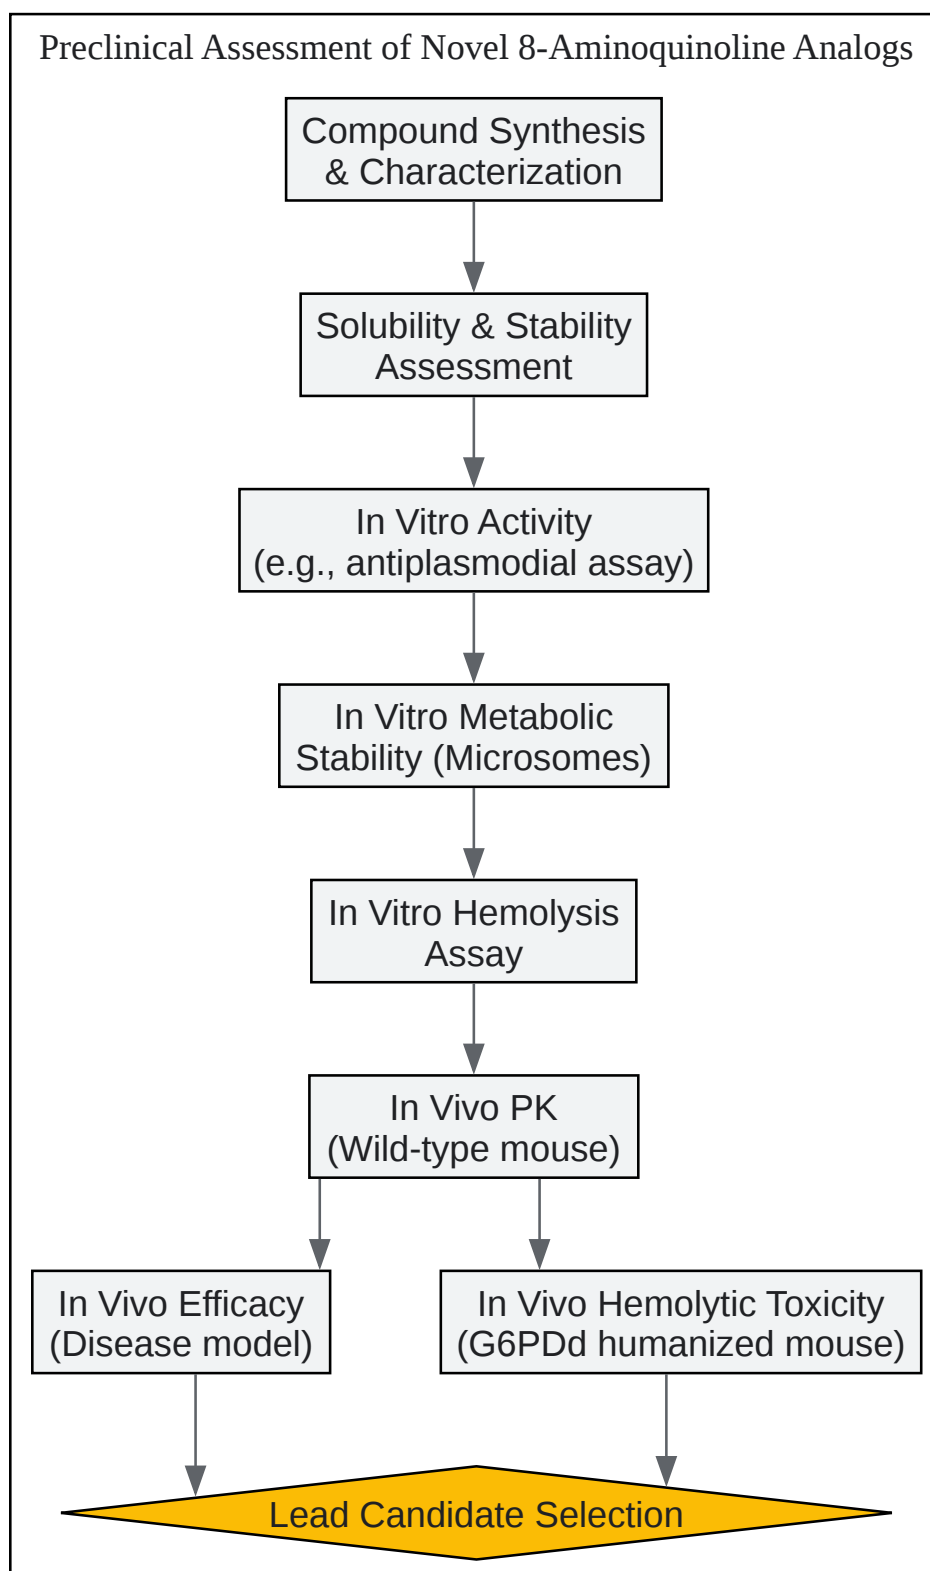 Preclinical Assessment of Novel 8-Aminoquinoline Analogs
Compound Synthesis
& Characterization
Solubility & Stability
Assessment
In Vitro Activity
(e.g., antiplasmodial assay)
In Vitro Metabolic
Stability (Microsomes)
In Vitro Hemolysis
Assay
In Vivo PK
(Wild-type mouse)
In Vivo Efficacy
(Disease model)
In Vivo Hemolytic Toxicity
(G6PDd humanized mouse)
Lead Candidate Selection